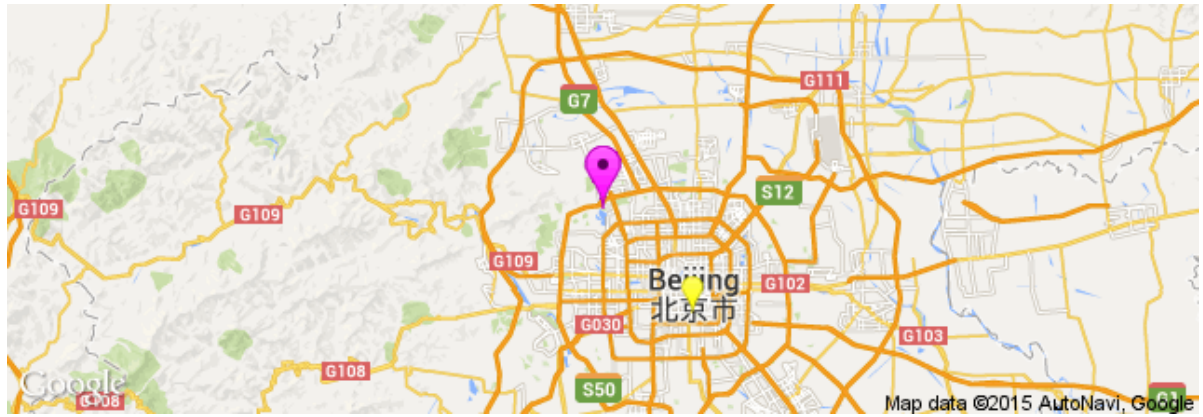 G111
G7
G109
G109
S12
G109
Beijing
北京市
G102
G030
G103
G108
S50
Google
G108
Map data ©2015 AutoNavi, Google